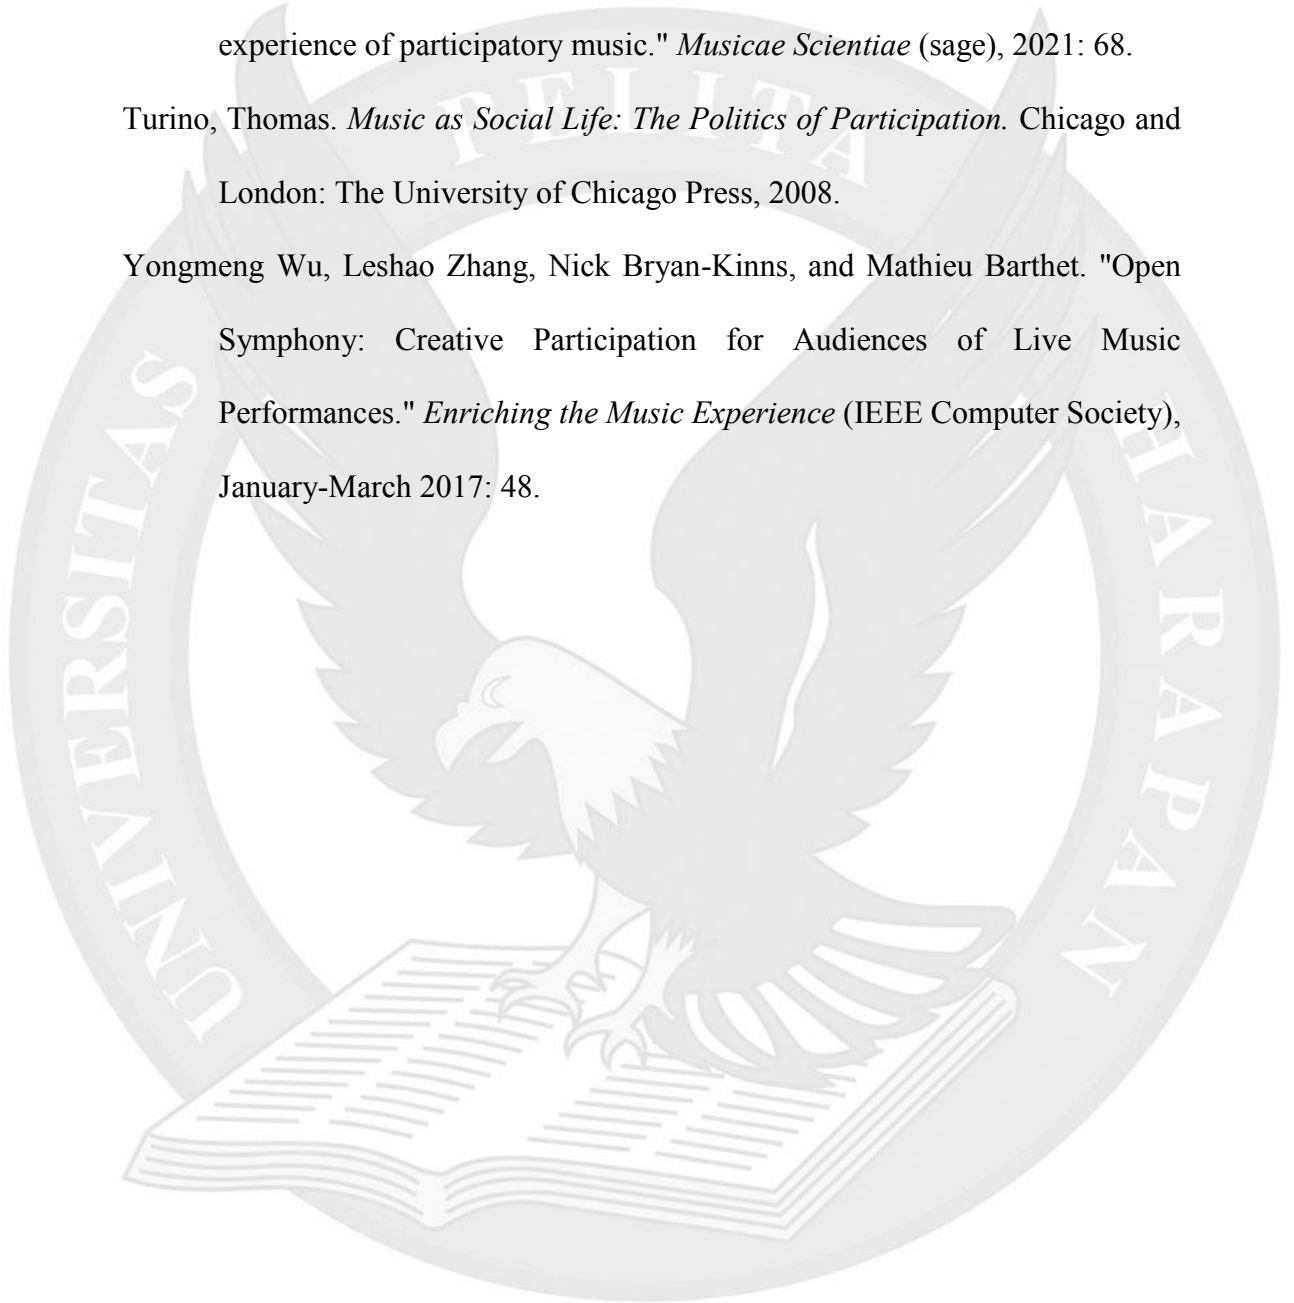 experience of participatory music." Musicae Scientiae (sage), 2021: 68.
Turino, Thomas. Music as Social Life: The Politics of Participation. Chicago and
London: The University of Chicago Press, 2008.
Yongmeng Wu, Leshao Zhang, Nick Bryan-Kinns, and Mathieu Barthet. "Open
Symphony: Creative Participation for Audiences of Live Music
Performances." Enriching the Music Experience (IEEE Computer Society),
January-March 2017: 48.
UNIVERSITAS PELITA HARAPAN